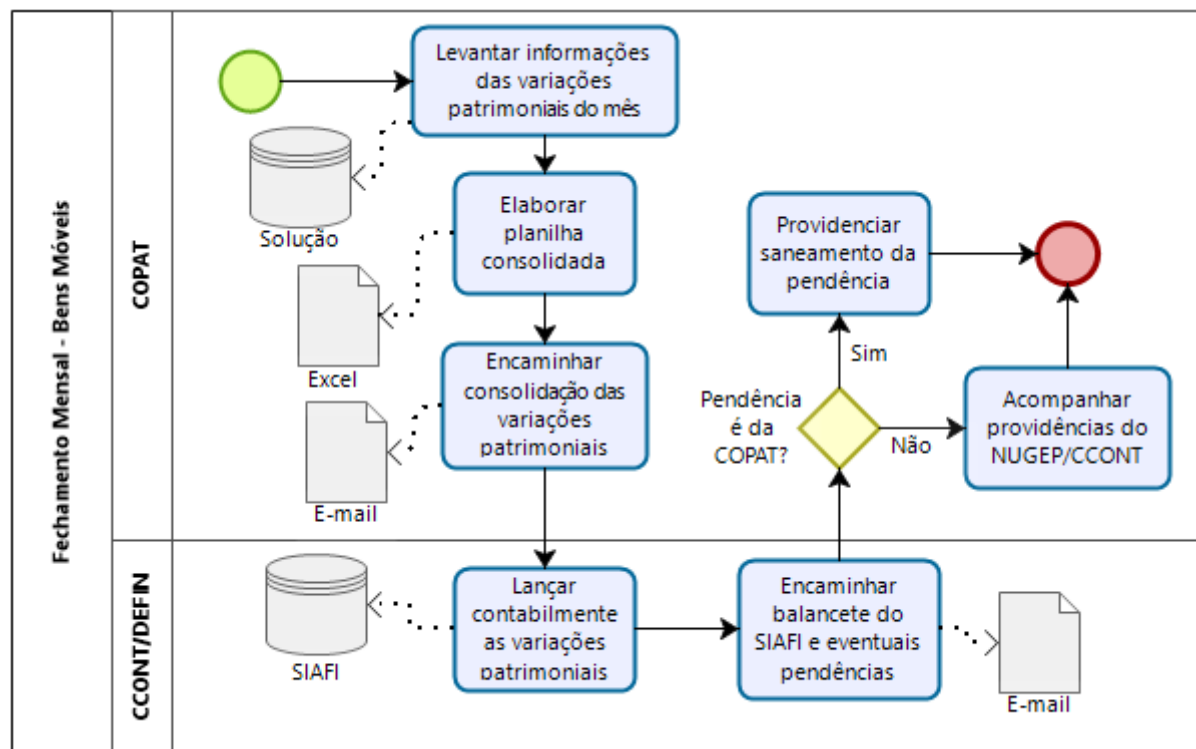 Fechamento Mensal - Bens Móveis
COPAT
Levantar informações
das variações
patrimoniais do mês
Solução
Elaborar
planilha
consolidada
Excel
Encaminhar
consolidação das
variações
patrimoniais
E-mail
Providenciar
saneamento da
pendência
Sim
Pendência
é da
COPAT?
Não
Acompanhar
providências do
NUGEP/CCONT
CCONT/DEFIN
SIAFI
Lançar
contabilmente
as variações
patrimoniais
Encaminhar
balancete do
SIAFI e eventuais
pendências
E-mail